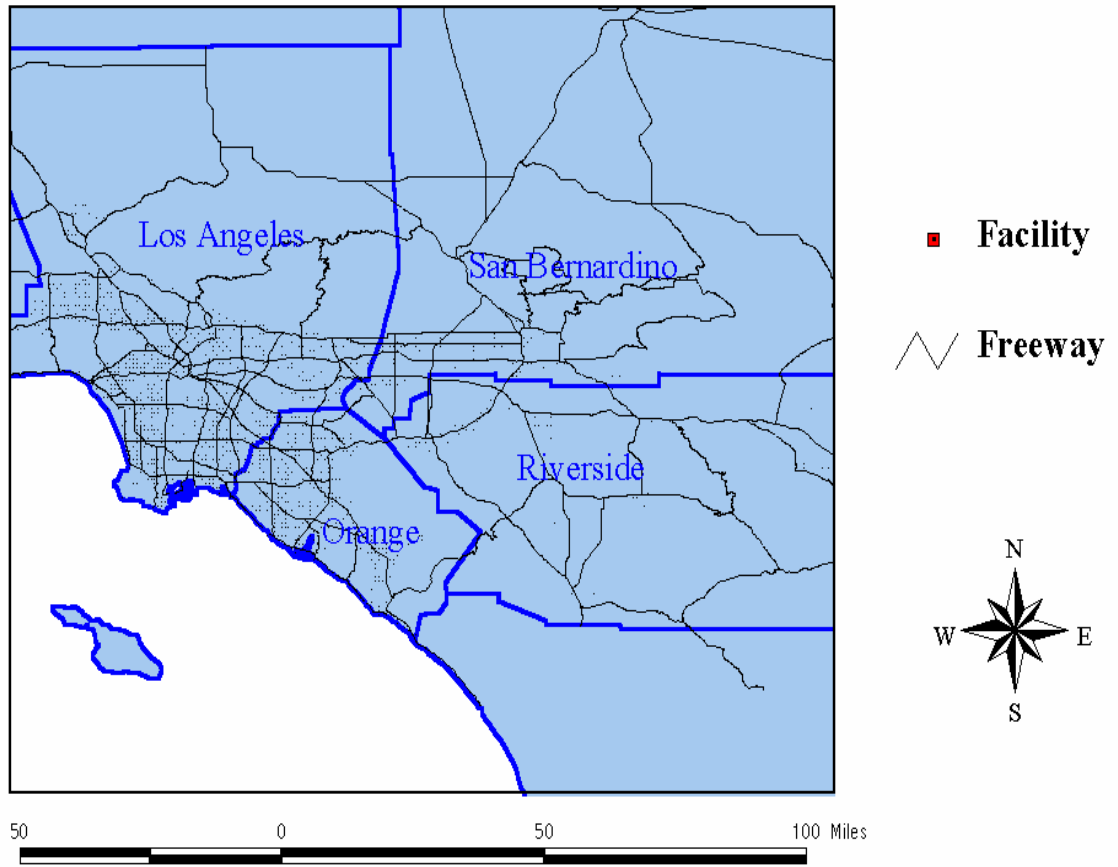 Los Angeles
San Bernardino
Riverside
Orange
Facility
Freeway
N
W E
S
50 0 50 100 Miles